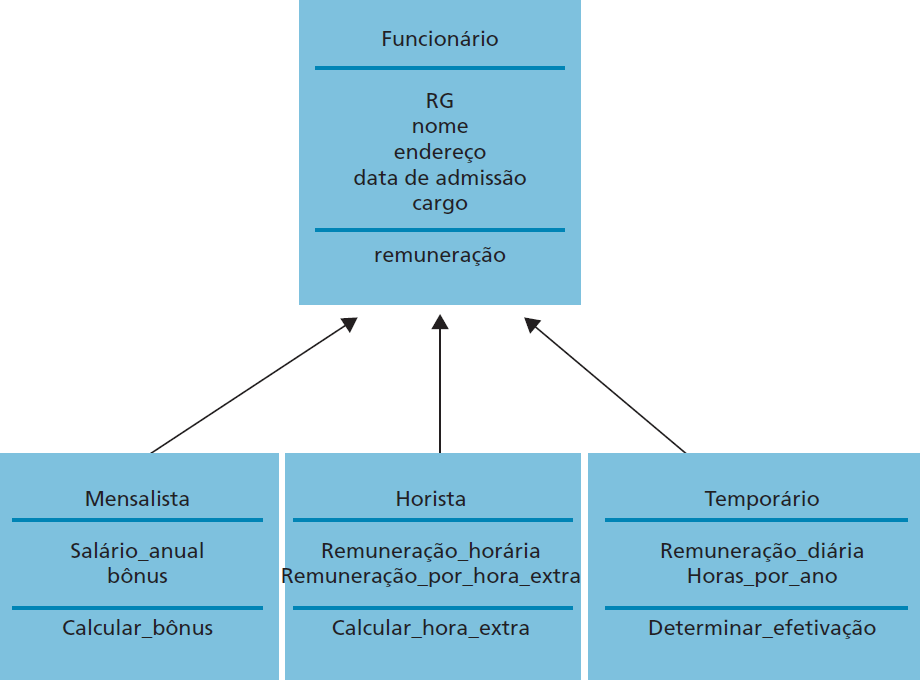 Funcionário
RG
nome
endereço
data de admissão
cargo
remuneração
Mensalista
Salário_anual
bônus
Calcular_bônus
Horista
Remuneração_horária
Remuneração_por_hora_extra
Calcular_hora_extra
Temporário
Remuneração_diária
Horas_por_ano
Determinar_efetivação